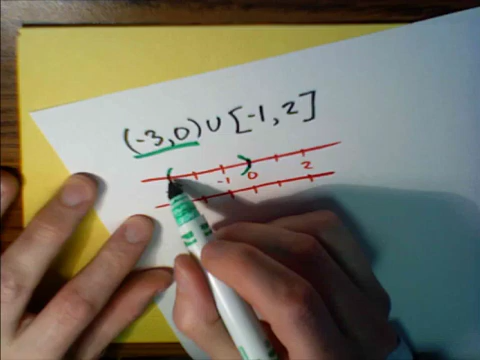 (-3,0)∪[-1,2]
( )
-1 0 2